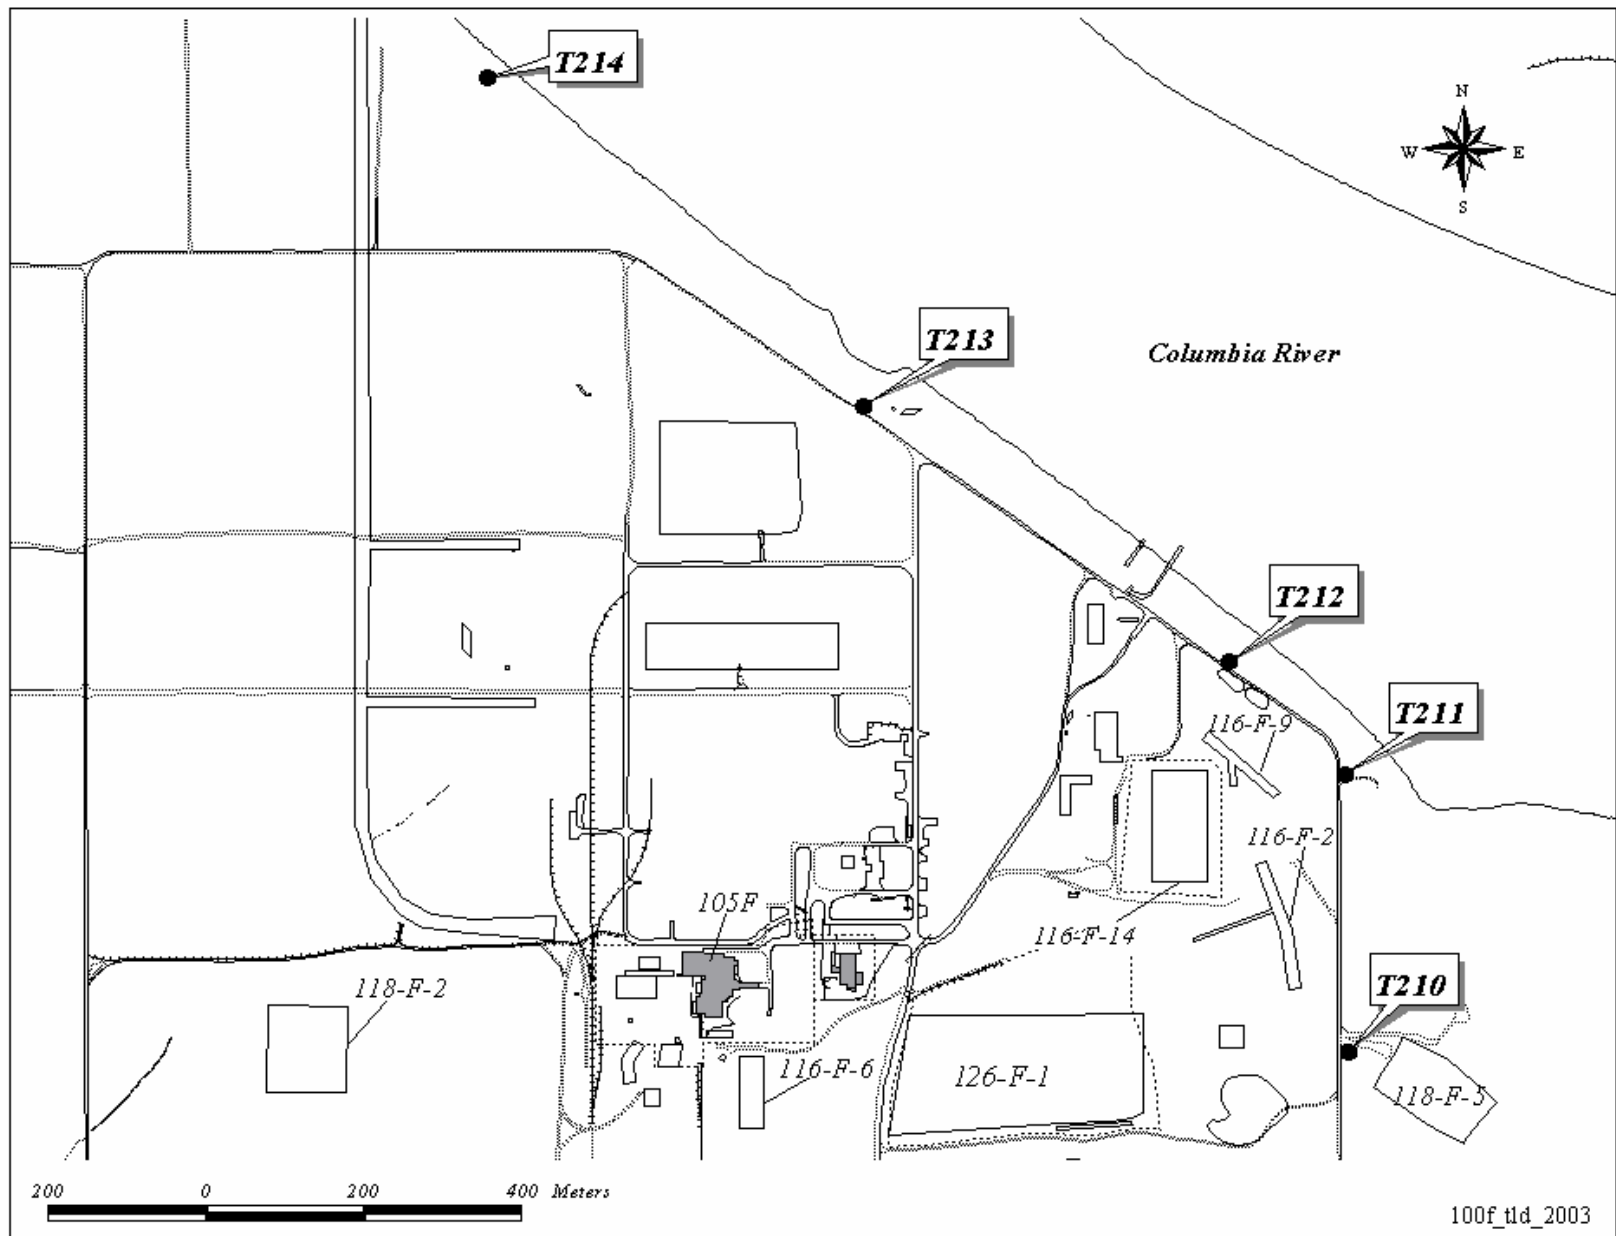 T214
N
W E
S
T213
Columbia River
T212
T211
116-F-9
116-F-2
105F
116-F-14
T210
118-F-2
116-F-6
126-F-1
118-F-5
200 0 200 400 Meters
100f_tld_2003